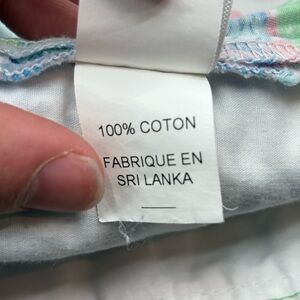 100% COTON
FABRIQUE EN
SRI LANKA